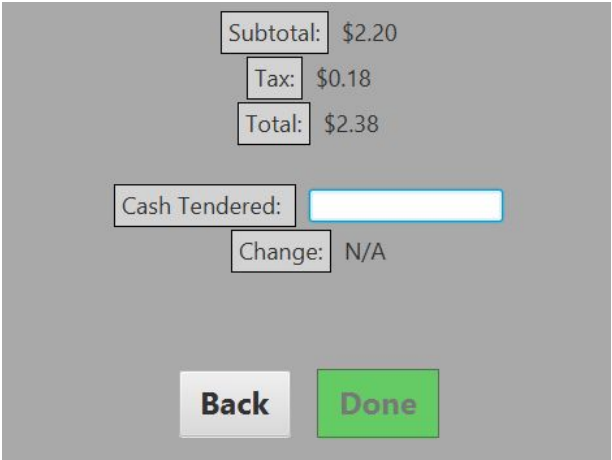 Subtotal: $2.20
Tax: $0.18
Total: $2.38
Cash Tendered:
Change: N/A
Back Done